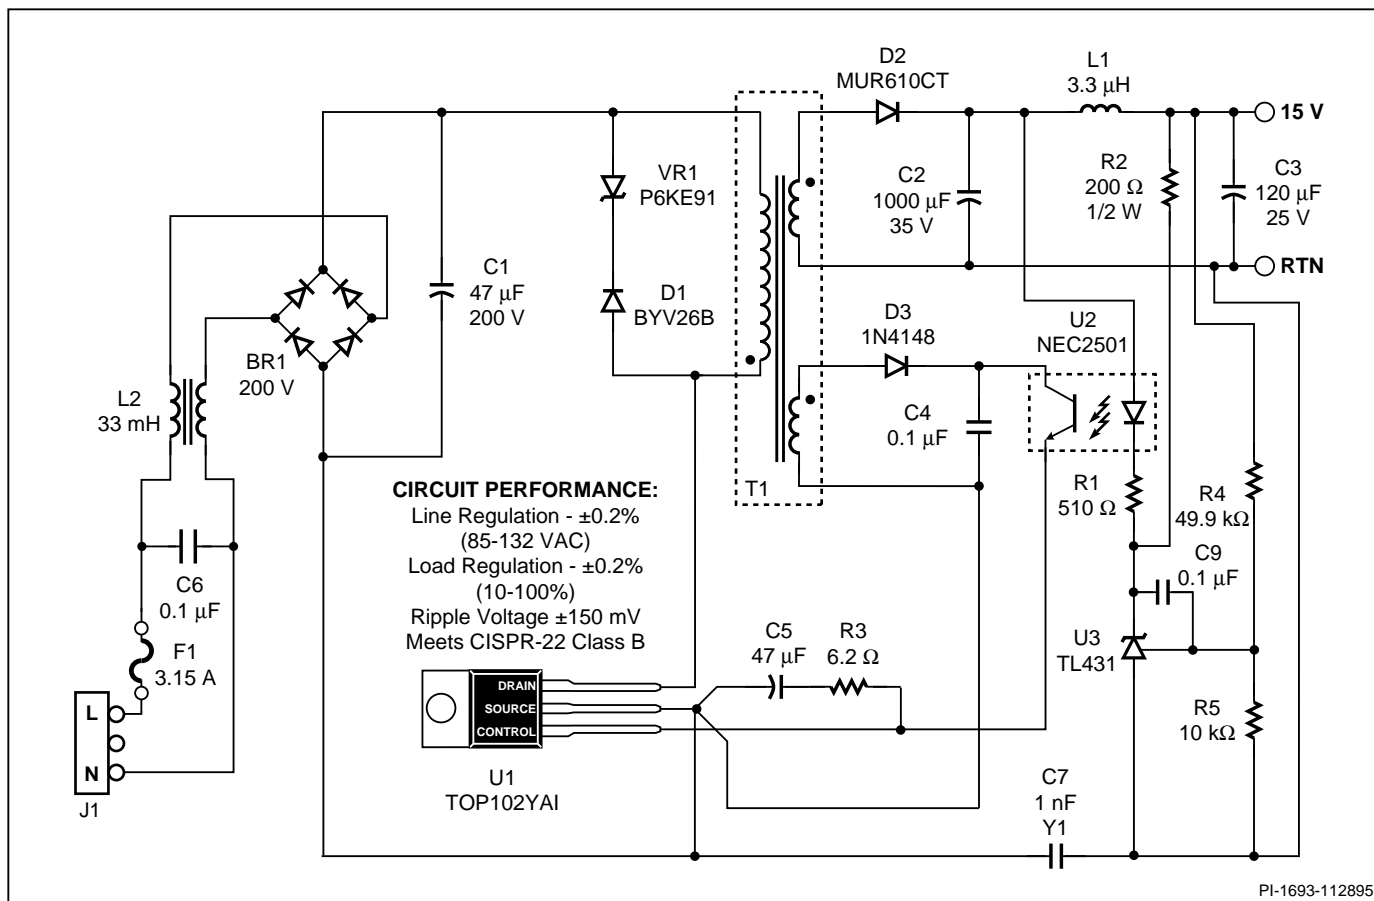 D2
MUR610CT
L1
3.3 µH
15 V
VR1
P6KE91
C2
1000 µF
35 V
R2
200 Ω
1/2 W
C3
120 µF
25 V
RTN
C1
47 µF
200 V
D1
BYV26B
D3
1N4148
U2
NEC2501
BR1
200 V
L2
33 mH
C4
0.1 µF
T1
R1
510 Ω
R4
49.9 kΩ
CIRCUIT PERFORMANCE:
Line Regulation - ±0.2%
(85-132 VAC)
Load Regulation - ±0.2%
(10-100%)
Ripple Voltage ±150 mV
Meets CISPR-22 Class B
C9
0.1 µF
C6
0.1 µF
F1
3.15 A
C5
47 µF
R3
6.2 Ω
U3
TL431
R5
10 kΩ
DRAIN
SOURCE
CONTROL
L
N
J1
U1
TOP102YAI
C7
1 nF
Y1
PI-1693-112895